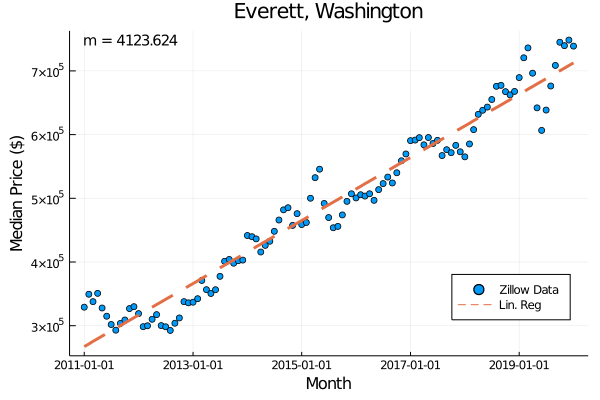 Everett, Washington
m = 4123.624
7×10⁵
6×10⁵
5×10⁵
4×10⁵
3×10⁵
Median Price ($)
Zillow Data
Lin. Reg
2011-01-01 2013-01-01 2015-01-01 2017-01-01 2019-01-01
Month